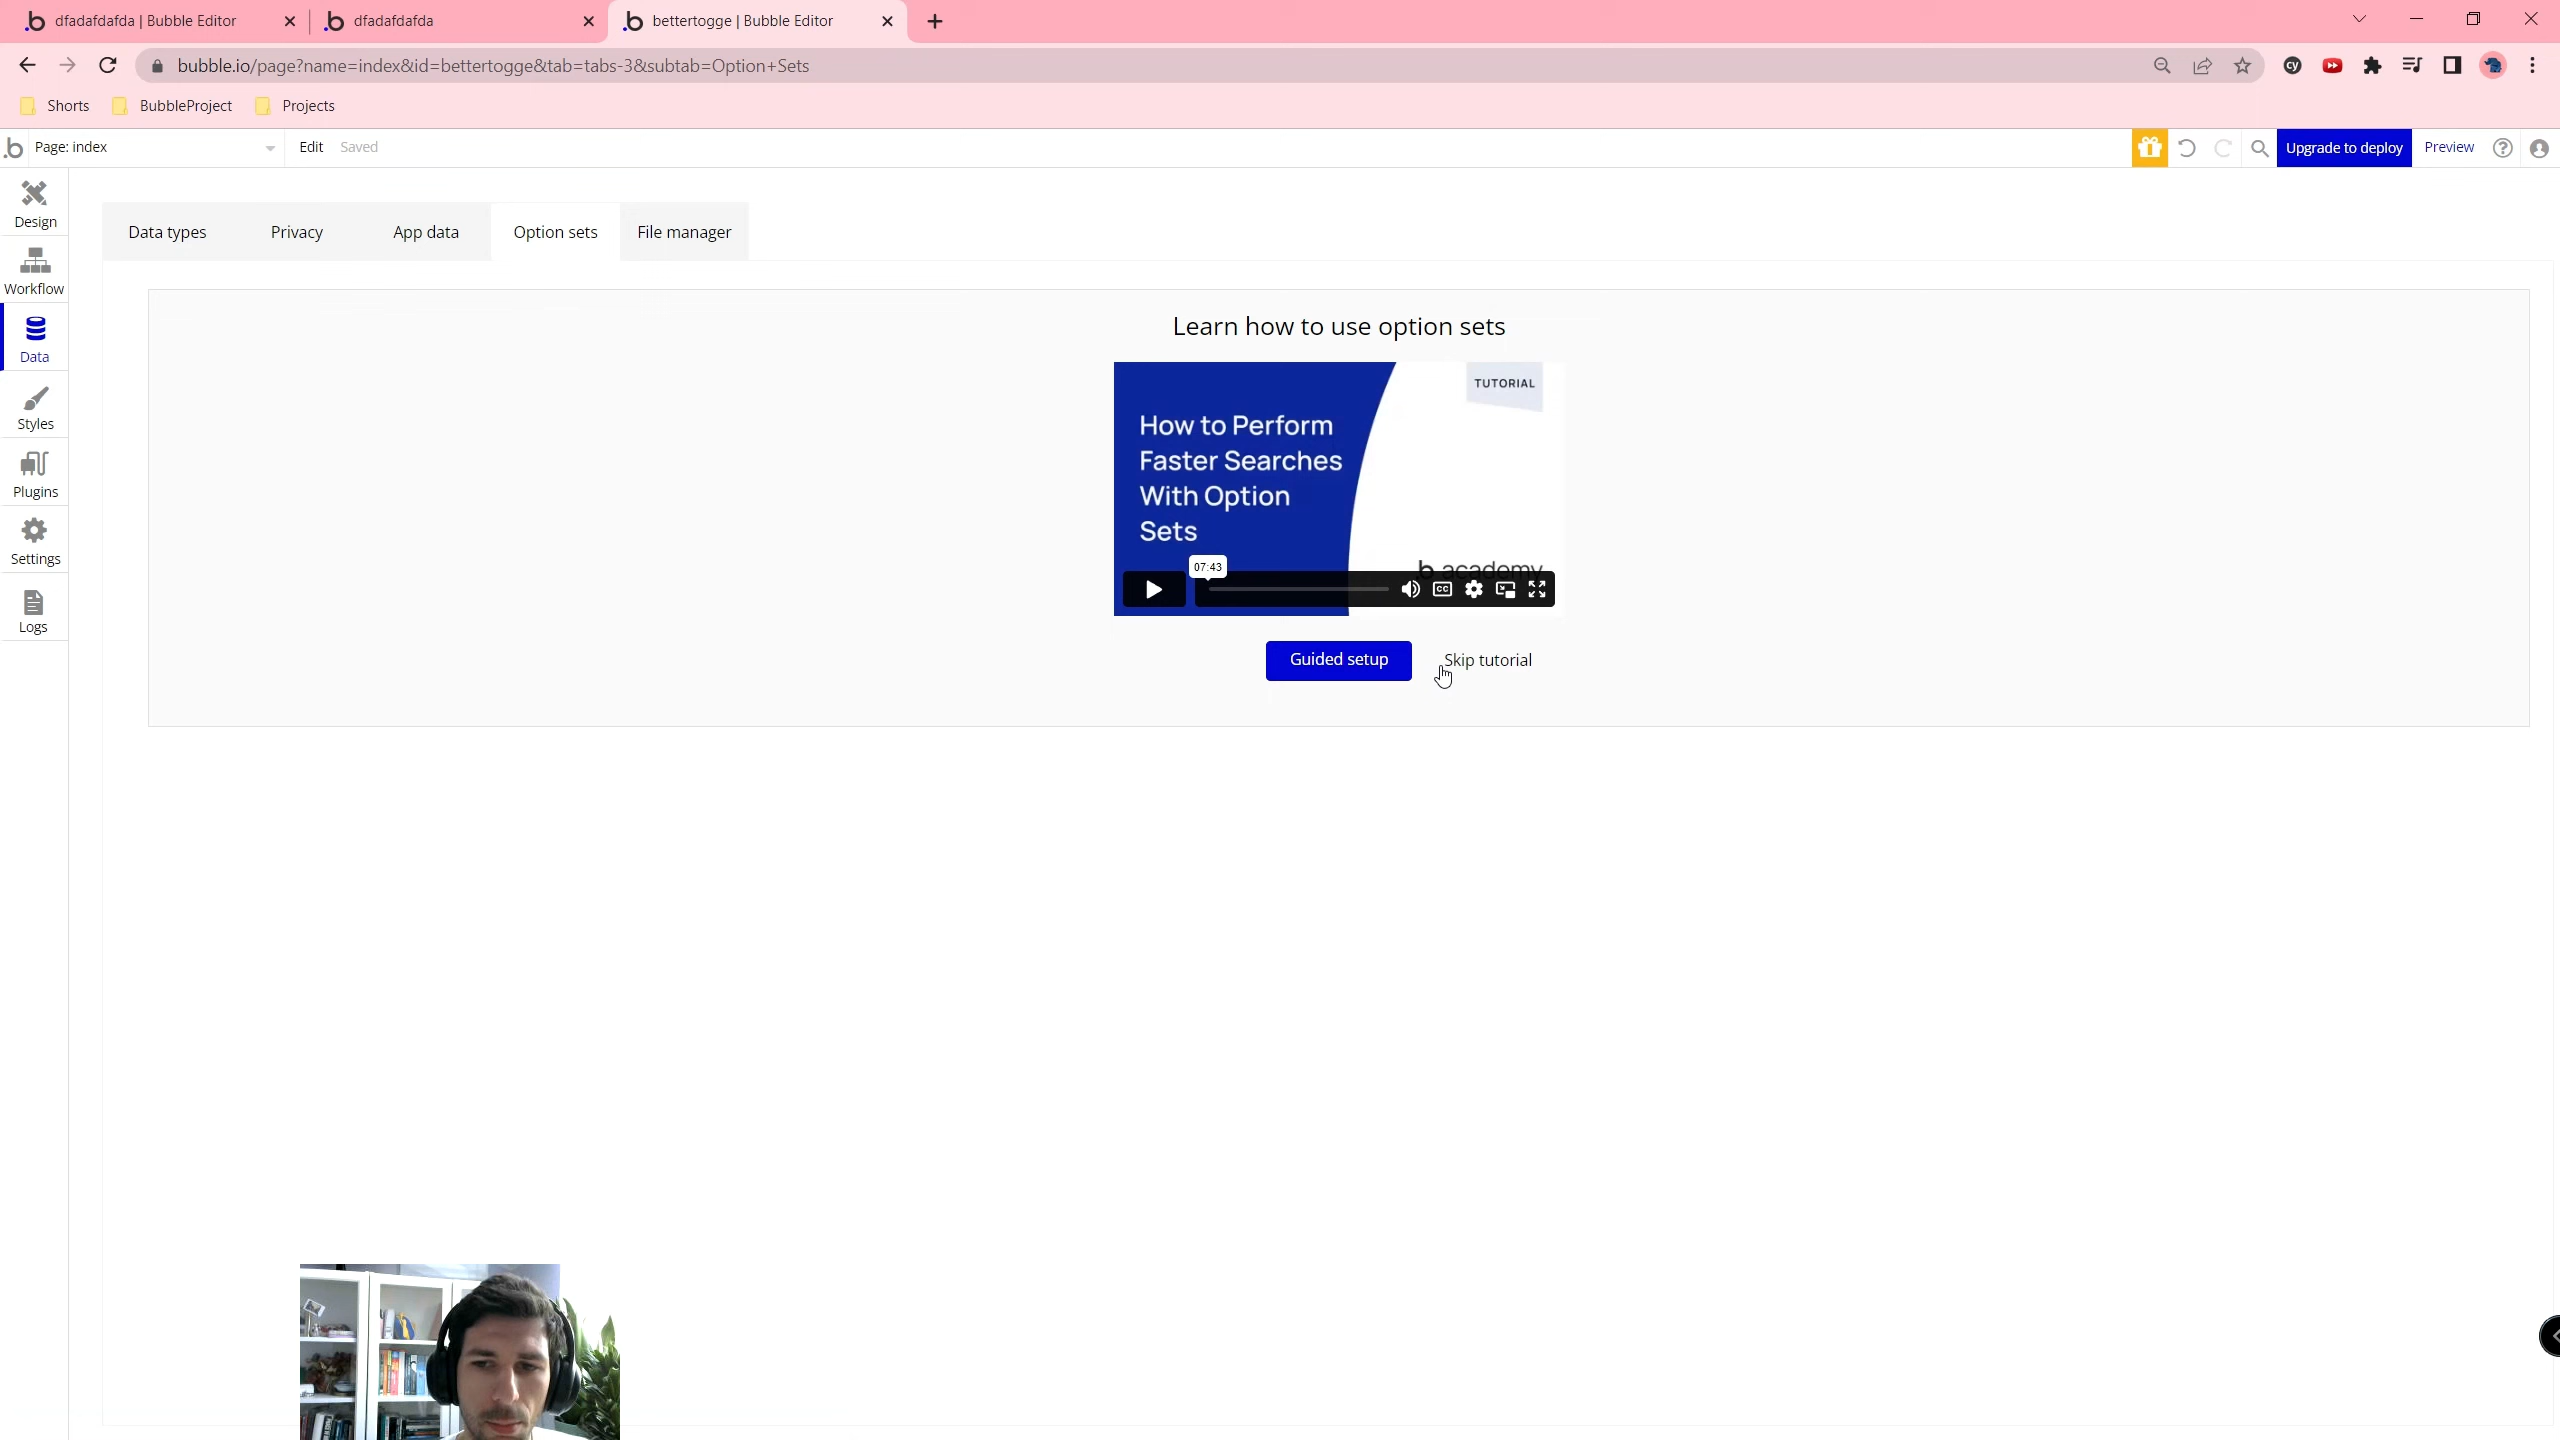 dfadafdafda | Bubble Editor
dfadafdafda
bettertogge | Bubble Editor
bubble.io/page?name=index&id=bettertogge&tab=tabs-3&subtab=Option+Sets
Shorts
BubbleProject
Projects
Page: index
Edit
Saved
Upgrade to deploy
Preview
Design
Workflow
Data
Styles
Plugins
Settings
Logs
Data types
Privacy
App data
Option sets
File manager
Learn how to use option sets
TUTORIAL
How to Perform
Faster Searches
With Option
Sets
.b academy
07:43
CC
Guided setup
Skip tutorial